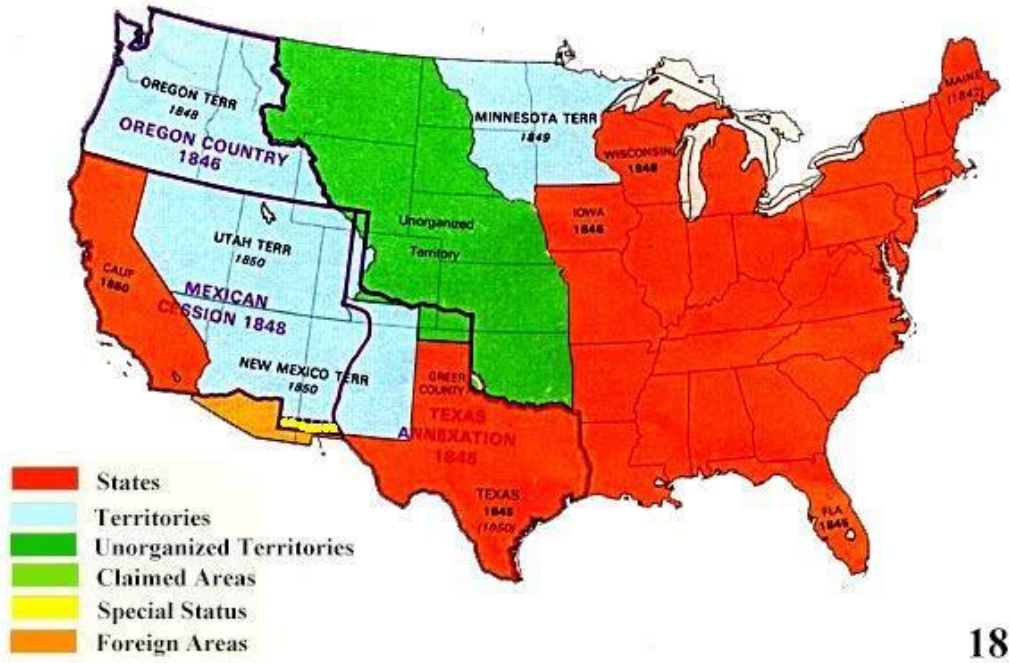 OREGON TERR
1848
OREGON COUNTRY
1846
MINNESOTA TERR
1849
MAINE
(1842)
WISCONSIN
1848
IOWA
1846
Unorganized
Territory
UTAH TERR
1850
CALIF
1850
MEXICAN
CESSION 1848
NEW MEXICO TERR
1850
GREER
COUNTY
TEXAS
ANNEXATION
1845
TEXAS
1845
(1850)
FLA
1845
States
Territories
Unorganized Territories
Claimed Areas
Special Status
Foreign Areas
18